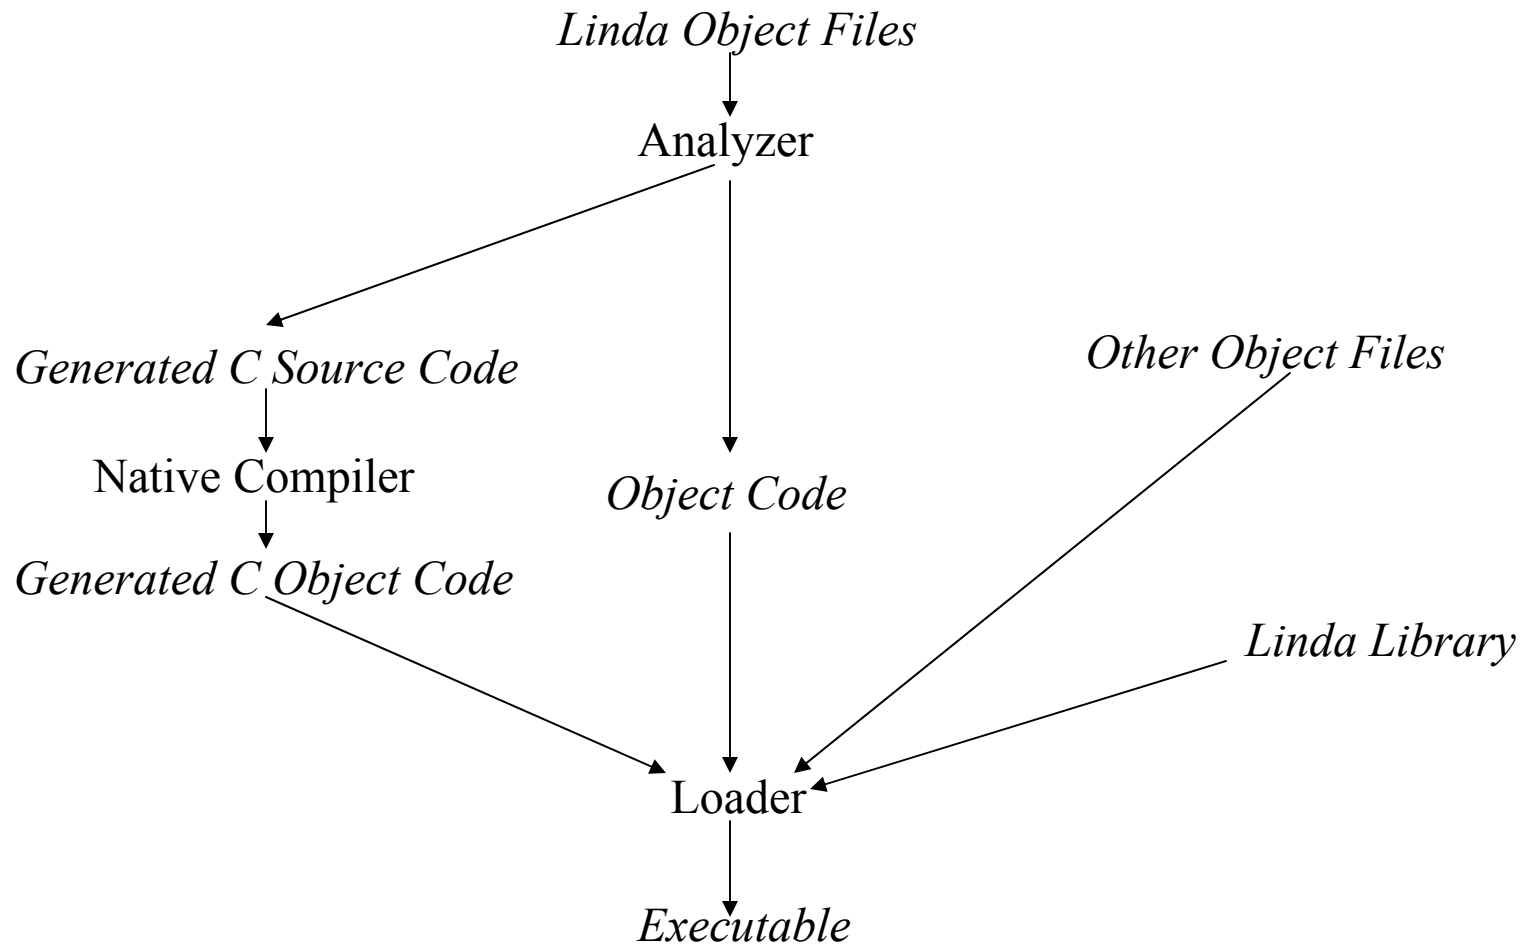 Linda Object Files
Analyzer
Generated C Source Code
Other Object Files
Native Compiler
Object Code
Generated C Object Code
Linda Library
Loader
Executable